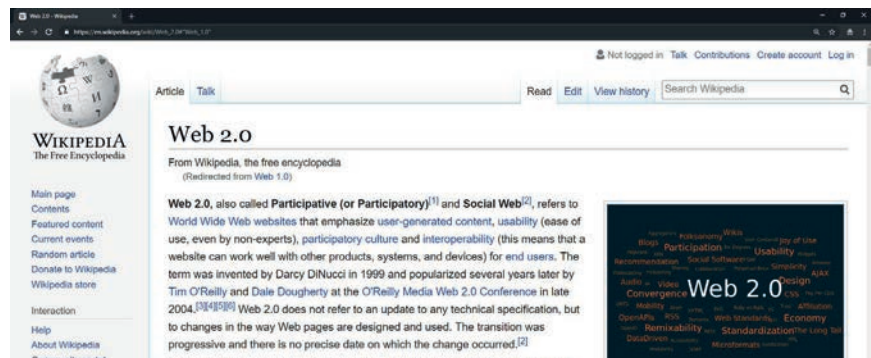 Web 2.0 - Wikipedia
Not logged in Talk Contributions Create account Log in
Article Talk
Read Edit View history Search Wikipedia
WIKIPEDIA
The Free Encyclopedia
Main page
Contents
Featured content
Current events
Random article
Donate to Wikipedia
Wikipedia store
Interaction
Help
About Wikipedia
Web 2.0
From Wikipedia, the free encyclopedia
(Redirected from Web 1.0)
Web 2.0, also called Participative (or Participatory)[1] and Social Web[2], refers to
World Wide Web websites that emphasize user-generated content, usability (ease of
use, even by non-experts), participatory culture and interoperability (this means that a
website can work well with other products, systems, and devices) for end users. The
term was invented by Darcy DiNucci in 1999 and popularized several years later by
Tim O'Reilly and Dale Dougherty at the O'Reilly Media Web 2.0 Conference in late
2004.[3][4][5][6] Web 2.0 does not refer to an update to any technical specification, but
to changes in the way Web pages are designed and used. The transition was
progressive and there is no precise date on which the change occurred.[2]
Folksonomy Wikis
Blogs Participation Usability Joy of Use
Recommendation Social Software Simplicity AJAX
Audio Video Design
Convergence Web 2.0 CSS
Mobility Affiliation
OpenAPIs RSS Web Standards Economy
Remixability Standardization The Long Tail
DataDriven Microformats